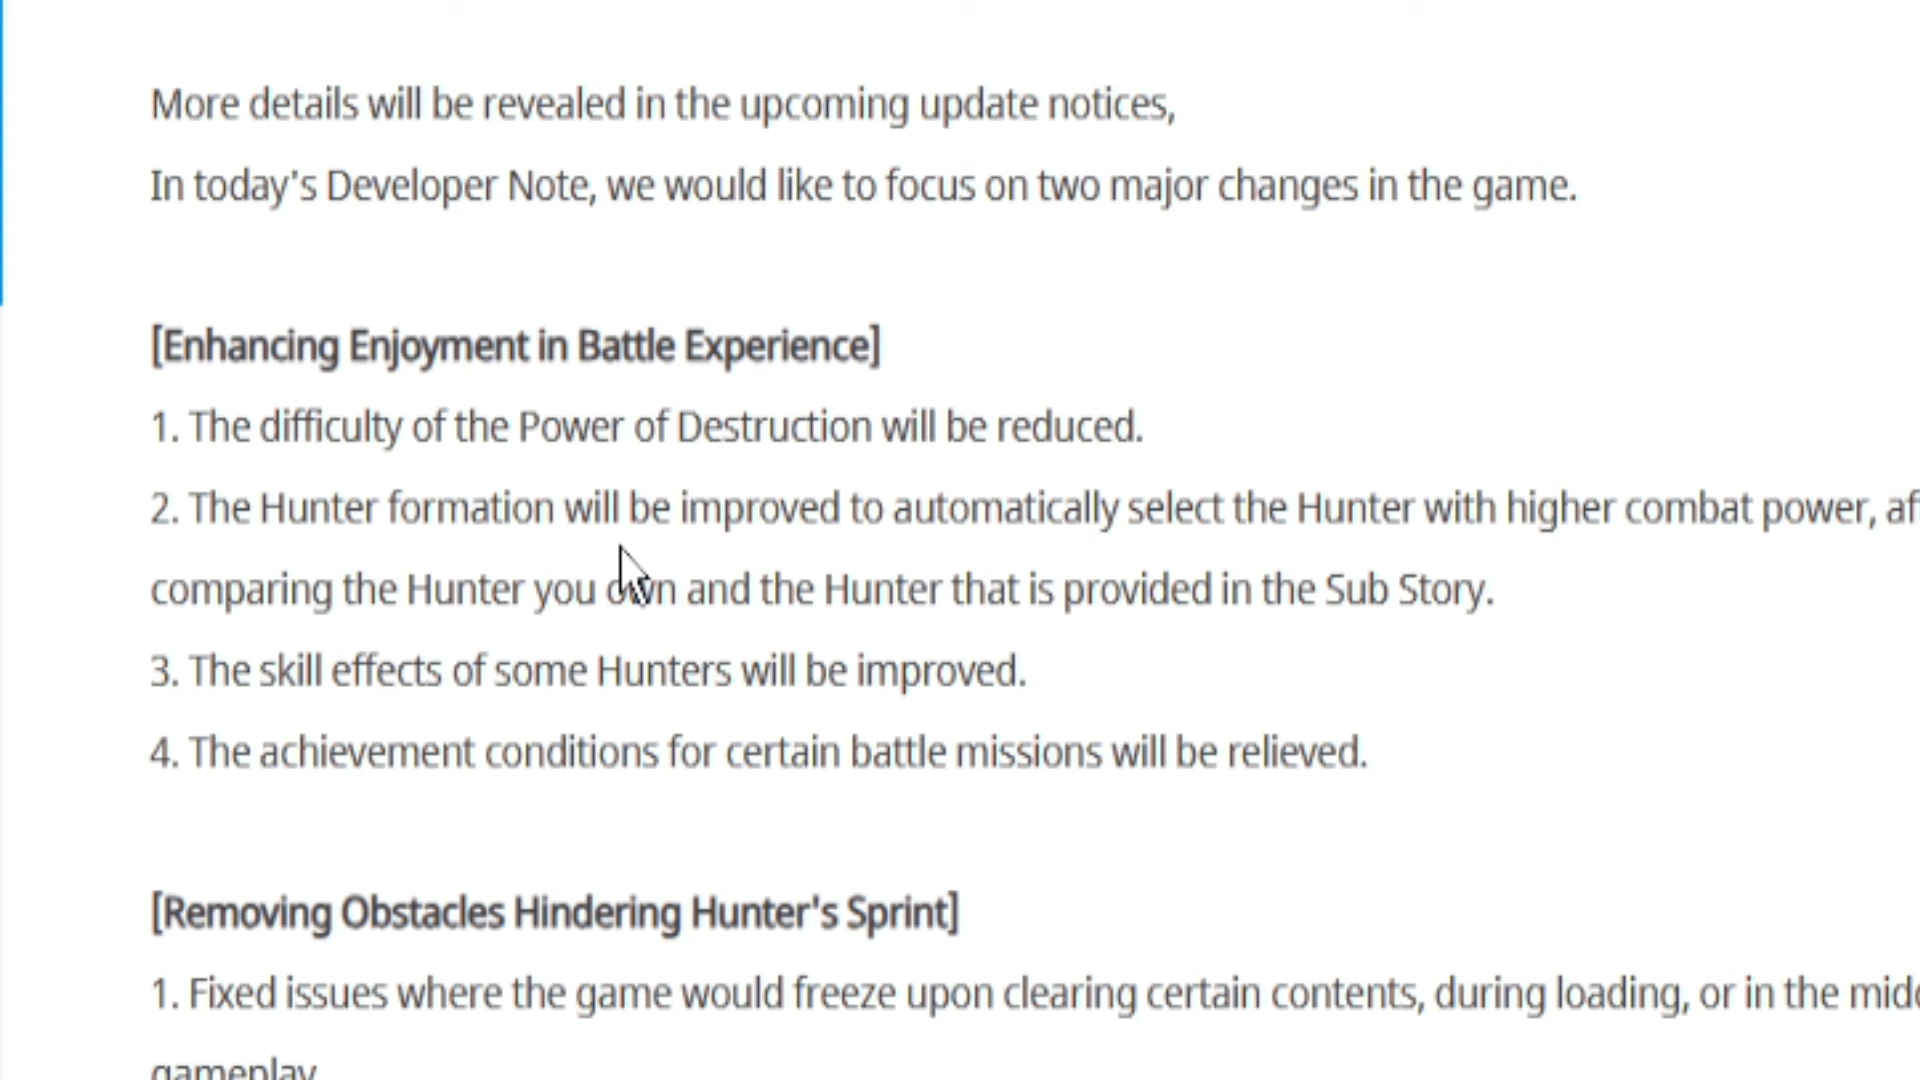 More details will be revealed in the upcoming update notices,
In today's Developer Note, we would like to focus on two major changes in the game.
[Enhancing Enjoyment in Battle Experience]
1. The difficulty of the Power of Destruction will be reduced.
2. The Hunter formation will be improved to automatically select the Hunter with higher combat power,
comparing the Hunter you own and the Hunter that is provided in the Sub Story.
3. The skill effects of some Hunters will be improved.
4. The achievement conditions for certain battle missions will be relieved.
[Removing Obstacles Hindering Hunter's Sprint]
1. Fixed issues where the game would freeze upon clearing certain contents, during loading, or in the
gameplay